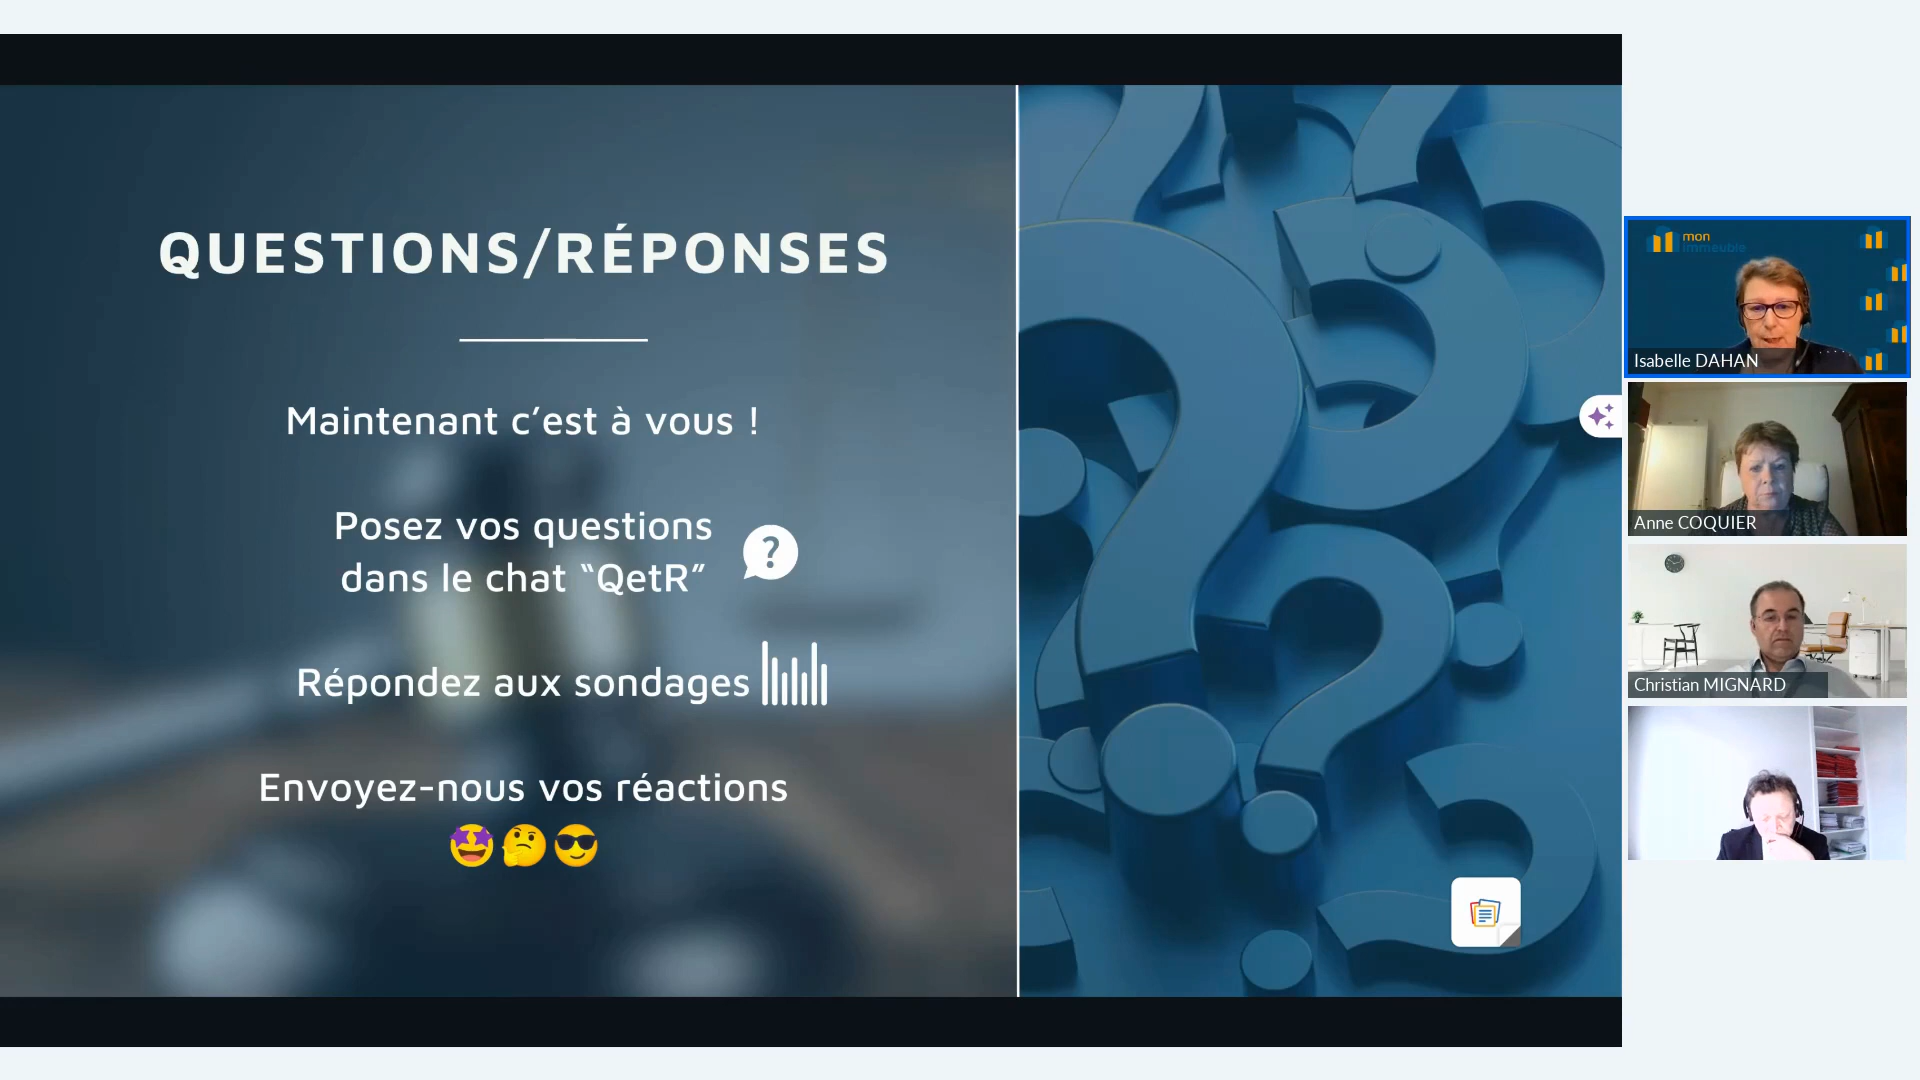 QUESTIONS/RÉPONSES
Maintenant c’est à vous !
Posez vos questions
dans le chat “QetR”
?
Répondez aux sondages
Envoyez-nous vos réactions
mon
immeuble
Isabelle DAHAN
Anne COQUIER
Christian MIGNARD